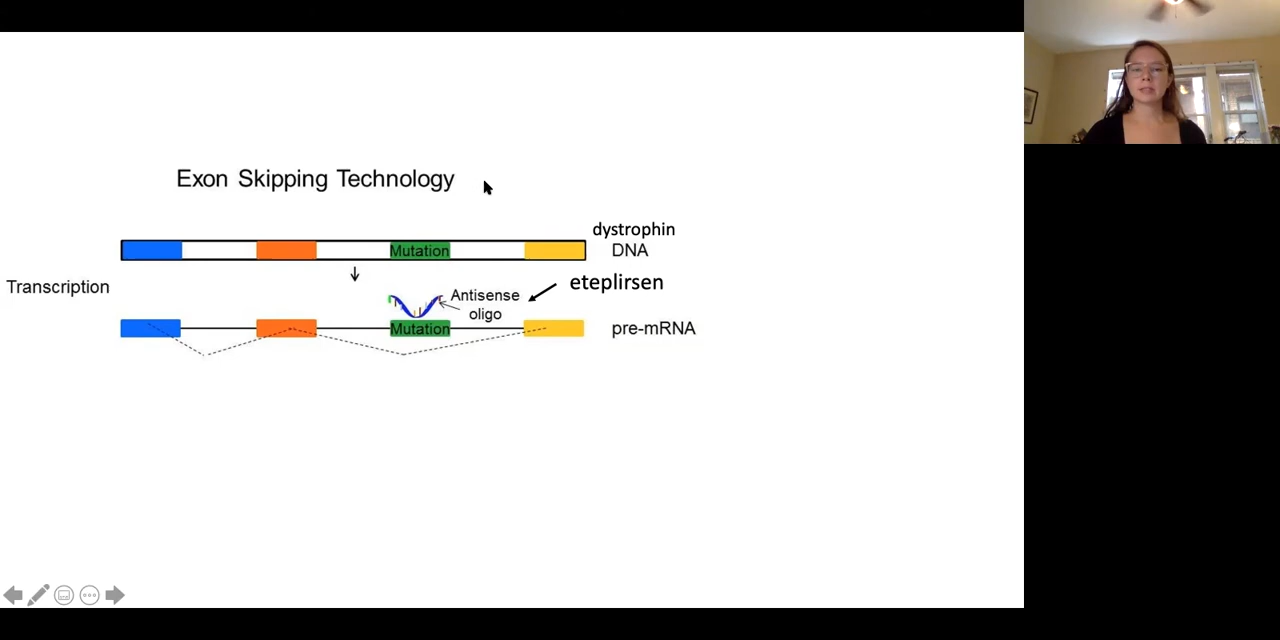 Exon Skipping Technology
dystrophin
DNA
Mutation
Transcription
eteplirsen
Antisense
oligo
Mutation
pre-mRNA